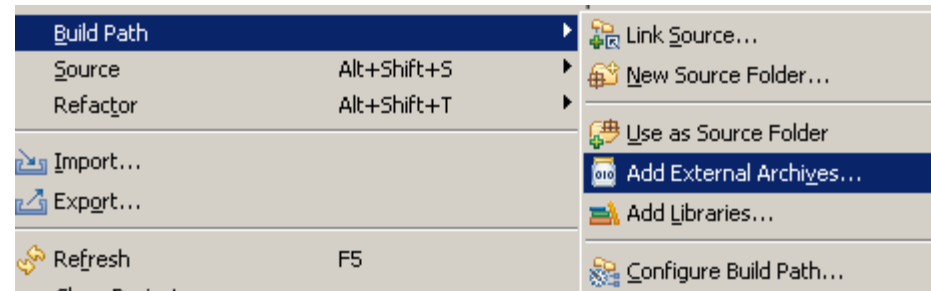 Build Path
Source Alt+Shift+S
Refactor Alt+Shift+T
Import...
Export...
Refresh F5
Link Source...
New Source Folder...
Use as Source Folder
Add External Archives...
Add Libraries...
Configure Build Path...